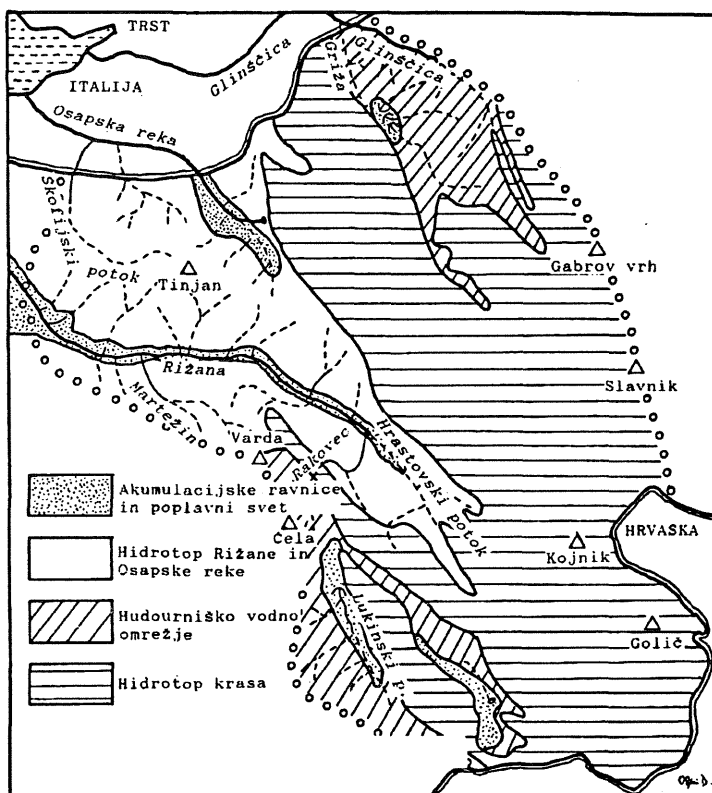 TRST
ITALIJA
Glinščica
Osapska reka
Griža
Glinščica
Škofijski
potok
Tinjan
Gabrov vrh
Slavnik
Rižana
Martežin
Varda
Rakovec
Hrastovski potok
Čela
HRVAŠKA
Kojnik
Golič
Lukinski p.
Akumulacijske ravnice
in poplavni svet
Hidrotop Rižane in
Osapske reke
Hudourniško vodno
omrežje
Hidrotop krasa